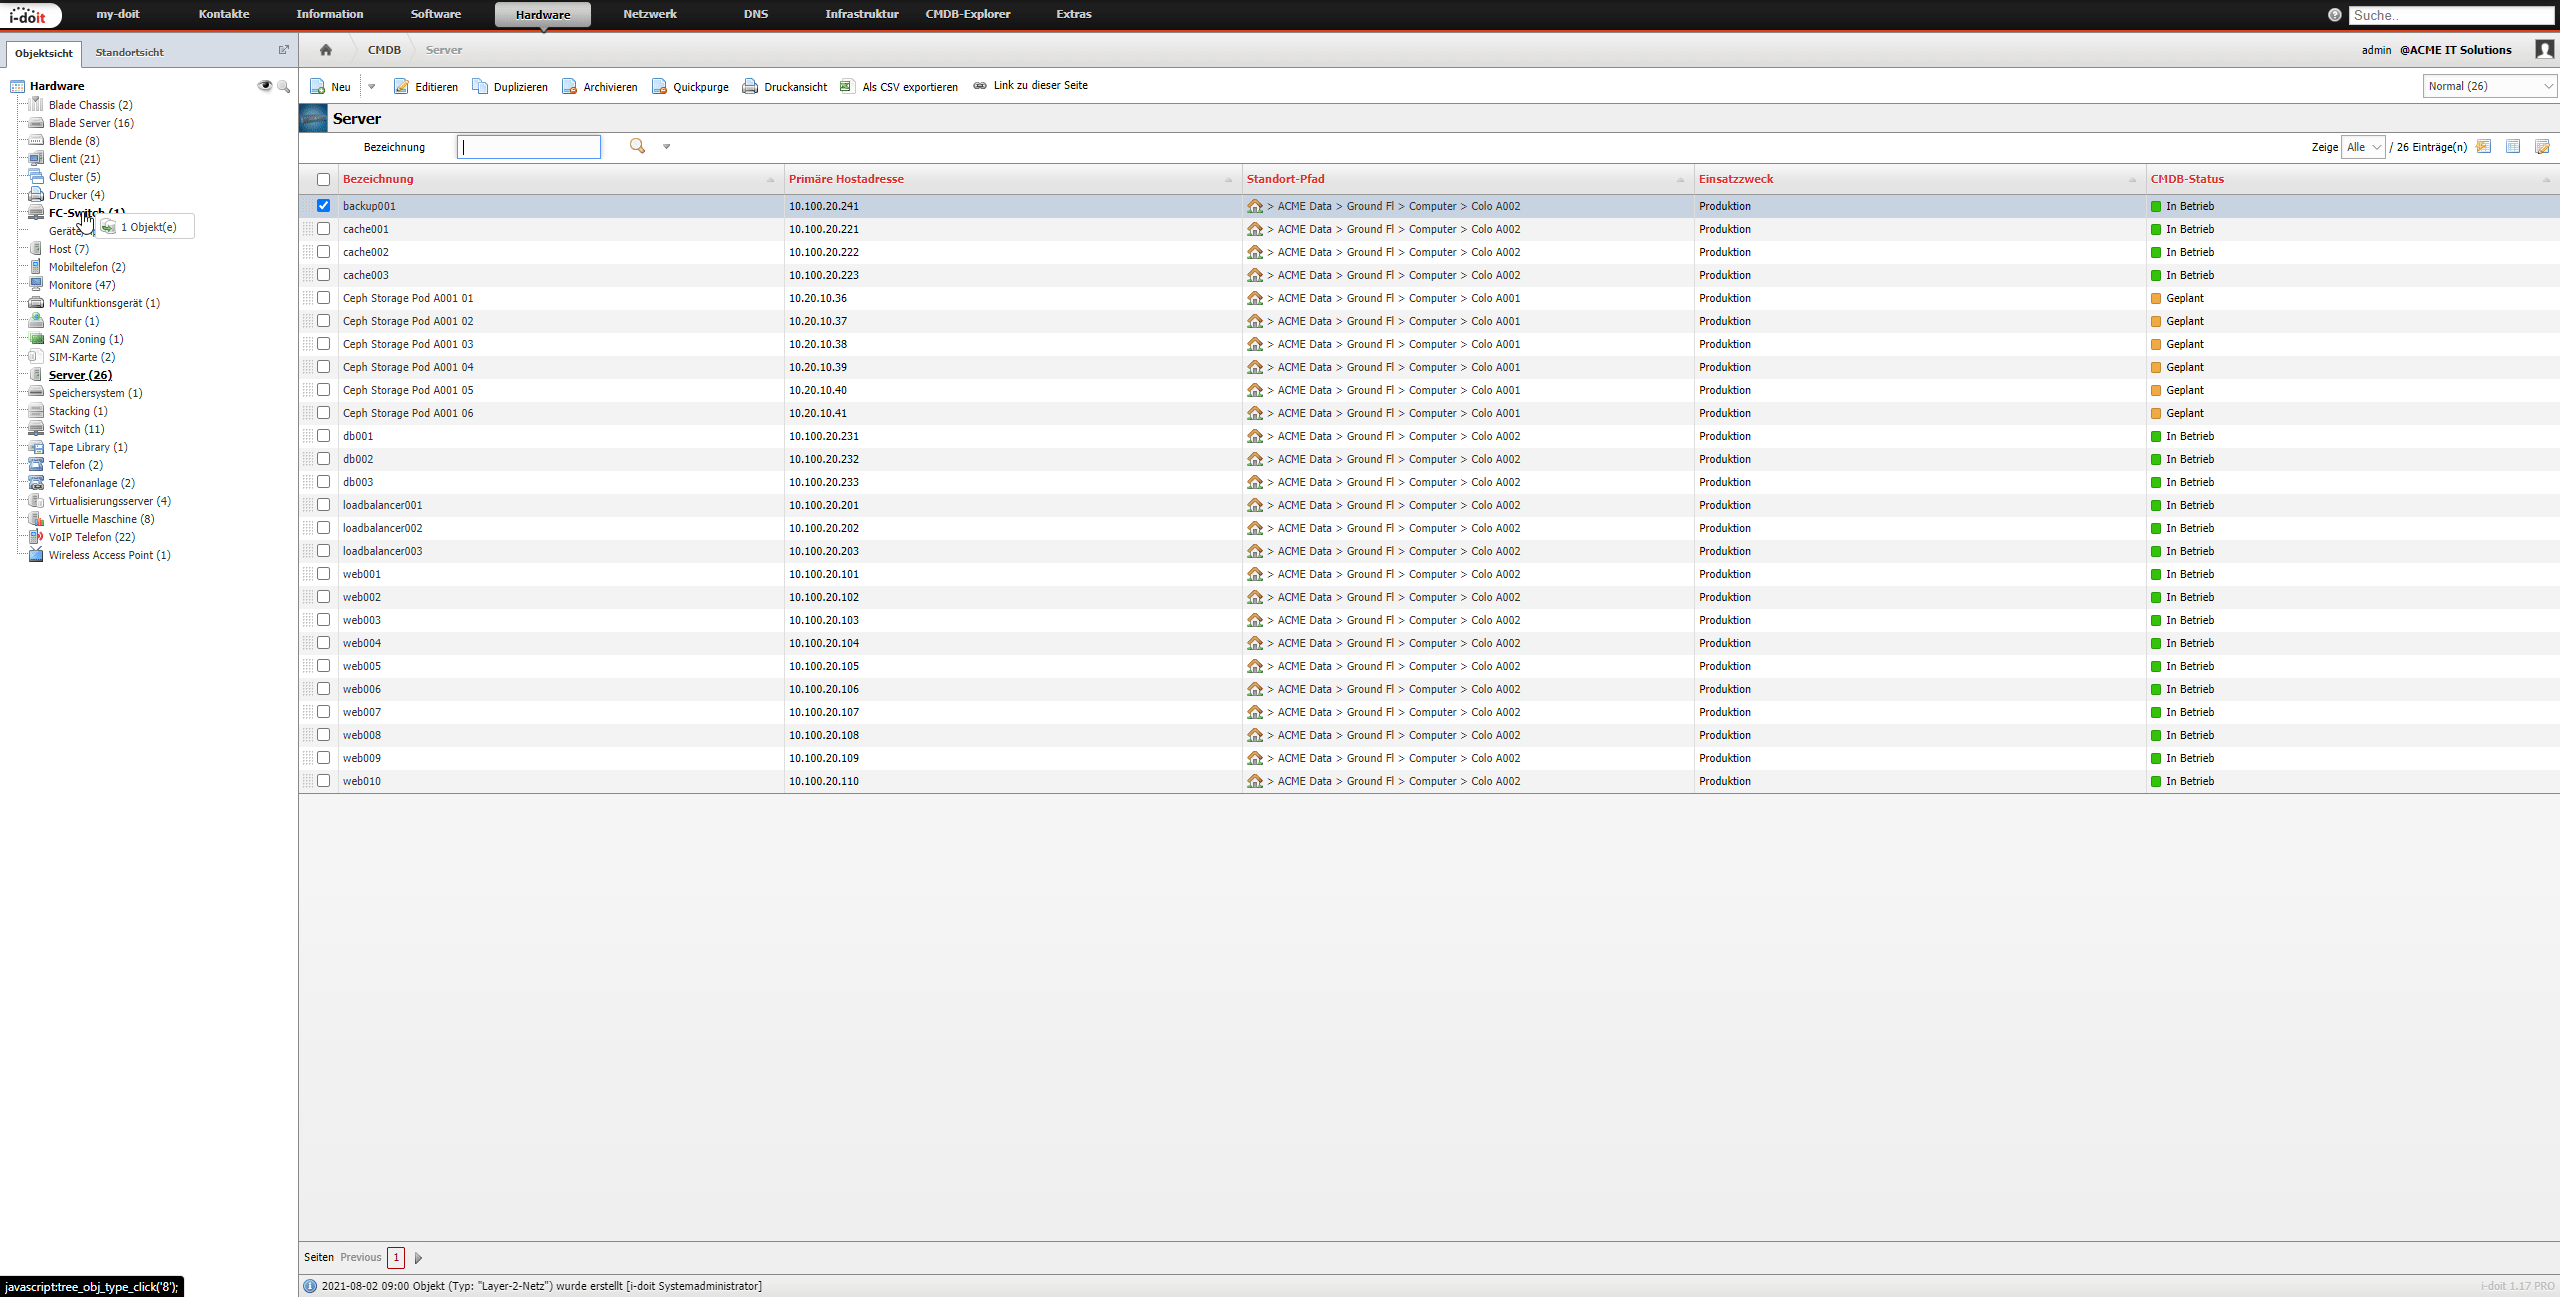 i-doit my-doit Kontakte Information Software Hardware Netzwerk DNS Infrastruktur CMDB-Explorer Extras Suche..
Objektsicht Standortsicht
CMDB Server admin @ACME IT Solutions
Hardware
Blade Chassis (2)
Blade Server (16)
Blende (8)
Client (21)
Cluster (5)
Drucker (4)
FC-Switch (1)
1 Objekt(e)
Host (7)
Mobiltelefon (2)
Monitore (47)
Multifunktionsgerät (1)
Router (1)
SAN Zoning (1)
SIM-Karte (2)
Server (26)
Speichersystem (1)
Stacking (1)
Switch (11)
Tape Library (1)
Telefon (2)
Telefonanlage (2)
Virtualisierungsserver (4)
Virtuelle Maschine (8)
VoIP Telefon (22)
Wireless Access Point (1)
Neu Editieren Duplizieren Archivieren Quickpurge Druckansicht Als CSV exportieren Link zu dieser Seite Normal (26)
Server
Bezeichnung Zeige Alle / 26 Einträge(n)
Bezeichnung Primäre Hostadresse Standort-Pfad Einsatzzweck CMDB-Status
backup001 10.100.20.241 > ACME Data > Ground Fl > Computer > Colo A002 Produktion In Betrieb
cache001 10.100.20.221 > ACME Data > Ground Fl > Computer > Colo A002 Produktion In Betrieb
cache002 10.100.20.222 > ACME Data > Ground Fl > Computer > Colo A002 Produktion In Betrieb
cache003 10.100.20.223 > ACME Data > Ground Fl > Computer > Colo A002 Produktion In Betrieb
Ceph Storage Pod A001 01 10.20.10.36 > ACME Data > Ground Fl > Computer > Colo A001 Produktion Geplant
Ceph Storage Pod A001 02 10.20.10.37 > ACME Data > Ground Fl > Computer > Colo A001 Produktion Geplant
Ceph Storage Pod A001 03 10.20.10.38 > ACME Data > Ground Fl > Computer > Colo A001 Produktion Geplant
Ceph Storage Pod A001 04 10.20.10.39 > ACME Data > Ground Fl > Computer > Colo A001 Produktion Geplant
Ceph Storage Pod A001 05 10.20.10.40 > ACME Data > Ground Fl > Computer > Colo A001 Produktion Geplant
Ceph Storage Pod A001 06 10.20.10.41 > ACME Data > Ground Fl > Computer > Colo A001 Produktion Geplant
db001 10.100.20.231 > ACME Data > Ground Fl > Computer > Colo A002 Produktion In Betrieb
db002 10.100.20.232 > ACME Data > Ground Fl > Computer > Colo A002 Produktion In Betrieb
db003 10.100.20.233 > ACME Data > Ground Fl > Computer > Colo A002 Produktion In Betrieb
loadbalancer001 10.100.20.201 > ACME Data > Ground Fl > Computer > Colo A002 Produktion In Betrieb
loadbalancer002 10.100.20.202 > ACME Data > Ground Fl > Computer > Colo A002 Produktion In Betrieb
loadbalancer003 10.100.20.203 > ACME Data > Ground Fl > Computer > Colo A002 Produktion In Betrieb
web001 10.100.20.101 > ACME Data > Ground Fl > Computer > Colo A002 Produktion In Betrieb
web002 10.100.20.102 > ACME Data > Ground Fl > Computer > Colo A002 Produktion In Betrieb
web003 10.100.20.103 > ACME Data > Ground Fl > Computer > Colo A002 Produktion In Betrieb
web004 10.100.20.104 > ACME Data > Ground Fl > Computer > Colo A002 Produktion In Betrieb
web005 10.100.20.105 > ACME Data > Ground Fl > Computer > Colo A002 Produktion In Betrieb
web006 10.100.20.106 > ACME Data > Ground Fl > Computer > Colo A002 Produktion In Betrieb
web007 10.100.20.107 > ACME Data > Ground Fl > Computer > Colo A002 Produktion In Betrieb
web008 10.100.20.108 > ACME Data > Ground Fl > Computer > Colo A002 Produktion In Betrieb
web009 10.100.20.109 > ACME Data > Ground Fl > Computer > Colo A002 Produktion In Betrieb
web010 10.100.20.110 > ACME Data > Ground Fl > Computer > Colo A002 Produktion In Betrieb
Seiten Previous 1
javascript:tree_obj_type_click('8');
2021-08-02 09:00 Objekt (Typ: "Layer-2-Netz") wurde erstellt [i-doit Systemadministrator] i-doit 1.17 PRO